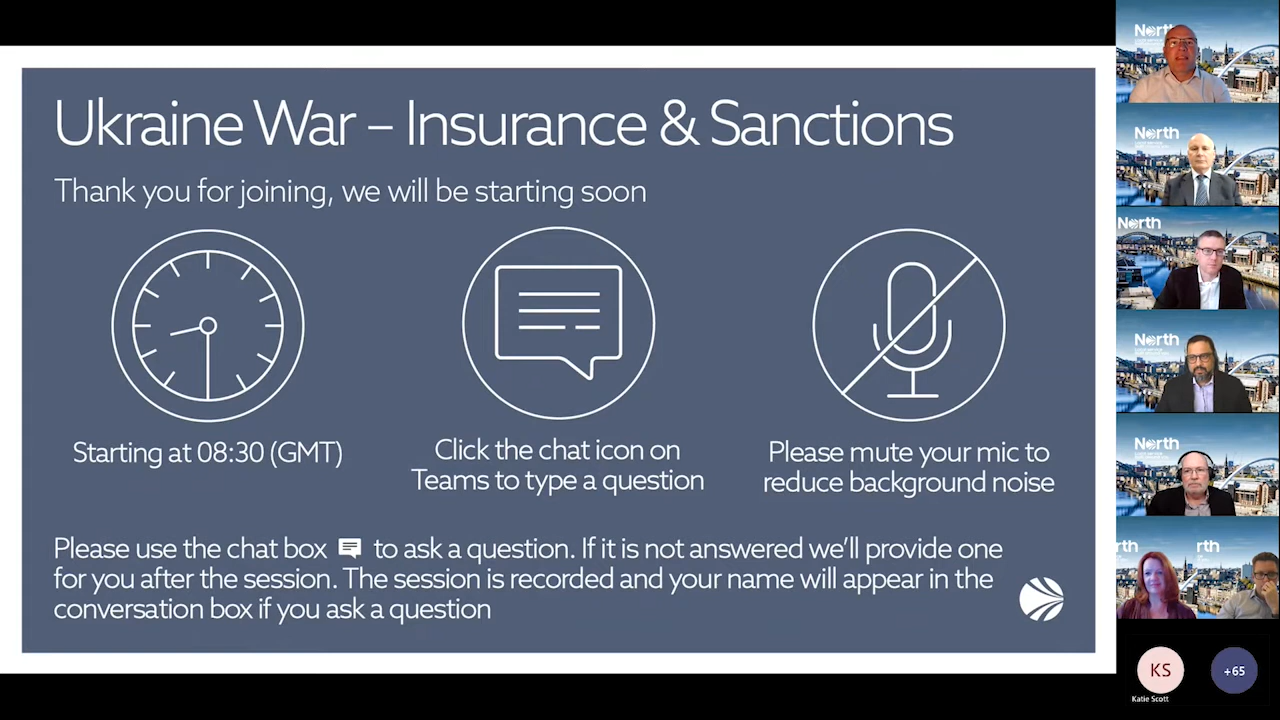 Ukraine War – Insurance & Sanctions
Thank you for joining, we will be starting soon
Starting at 08:30 (GMT)
Click the chat icon on
Teams to type a question
Please mute your mic to
reduce background noise
Please use the chat box to ask a question. If it is not answered we'll provide one
for you after the session. The session is recorded and your name will appear in the
conversation box if you ask a question
North
North
North
North
North
rth
rth
KS
+65
Katie Scott